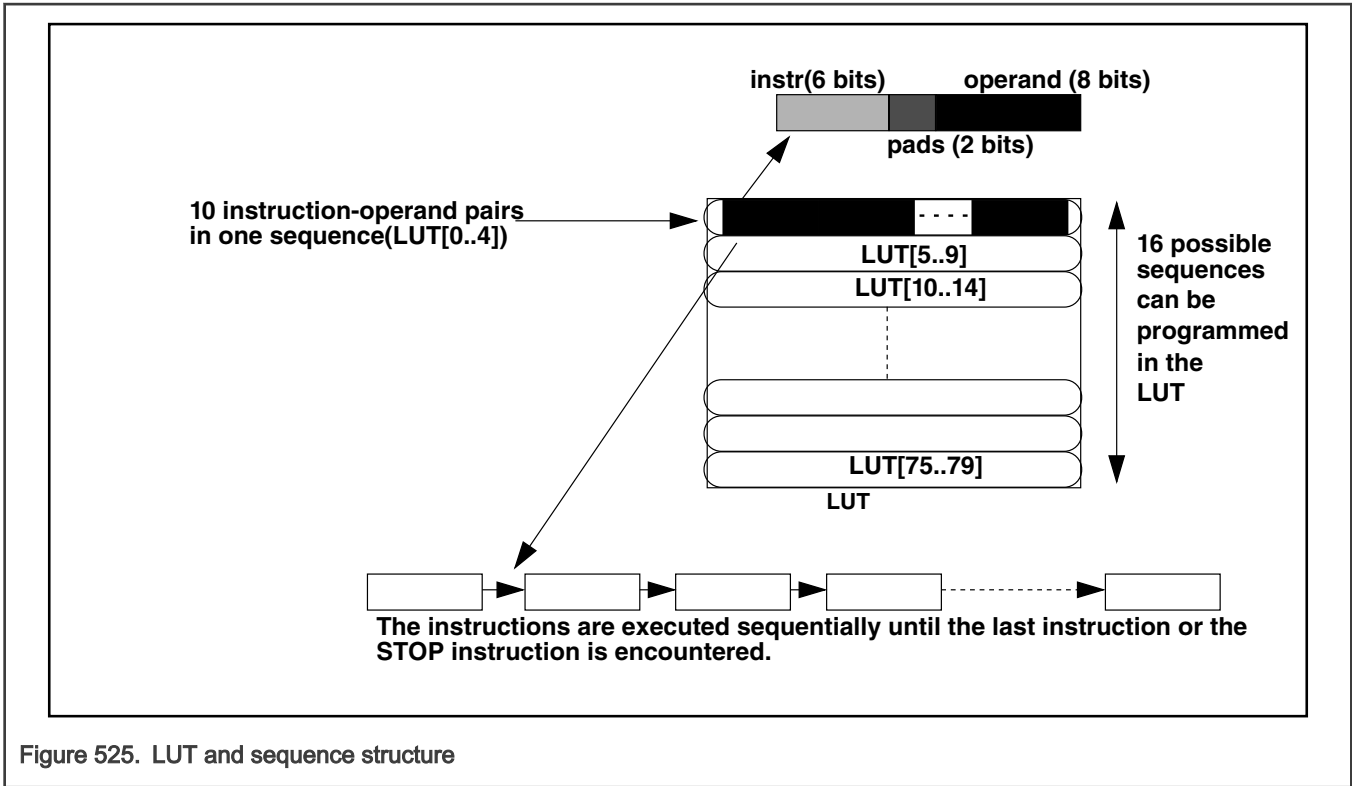 instr(6 bits)
operand (8 bits)
pads (2 bits)
10 instruction-operand pairs
in one sequence(LUT[0..4])
LUT[5..9]
LUT[10..14]
LUT[75..79]
LUT
16 possible
sequences
can be
programmed
in the
LUT
The instructions are executed sequentially until the last instruction or the
STOP instruction is encountered.
Figure 525. LUT and sequence structure